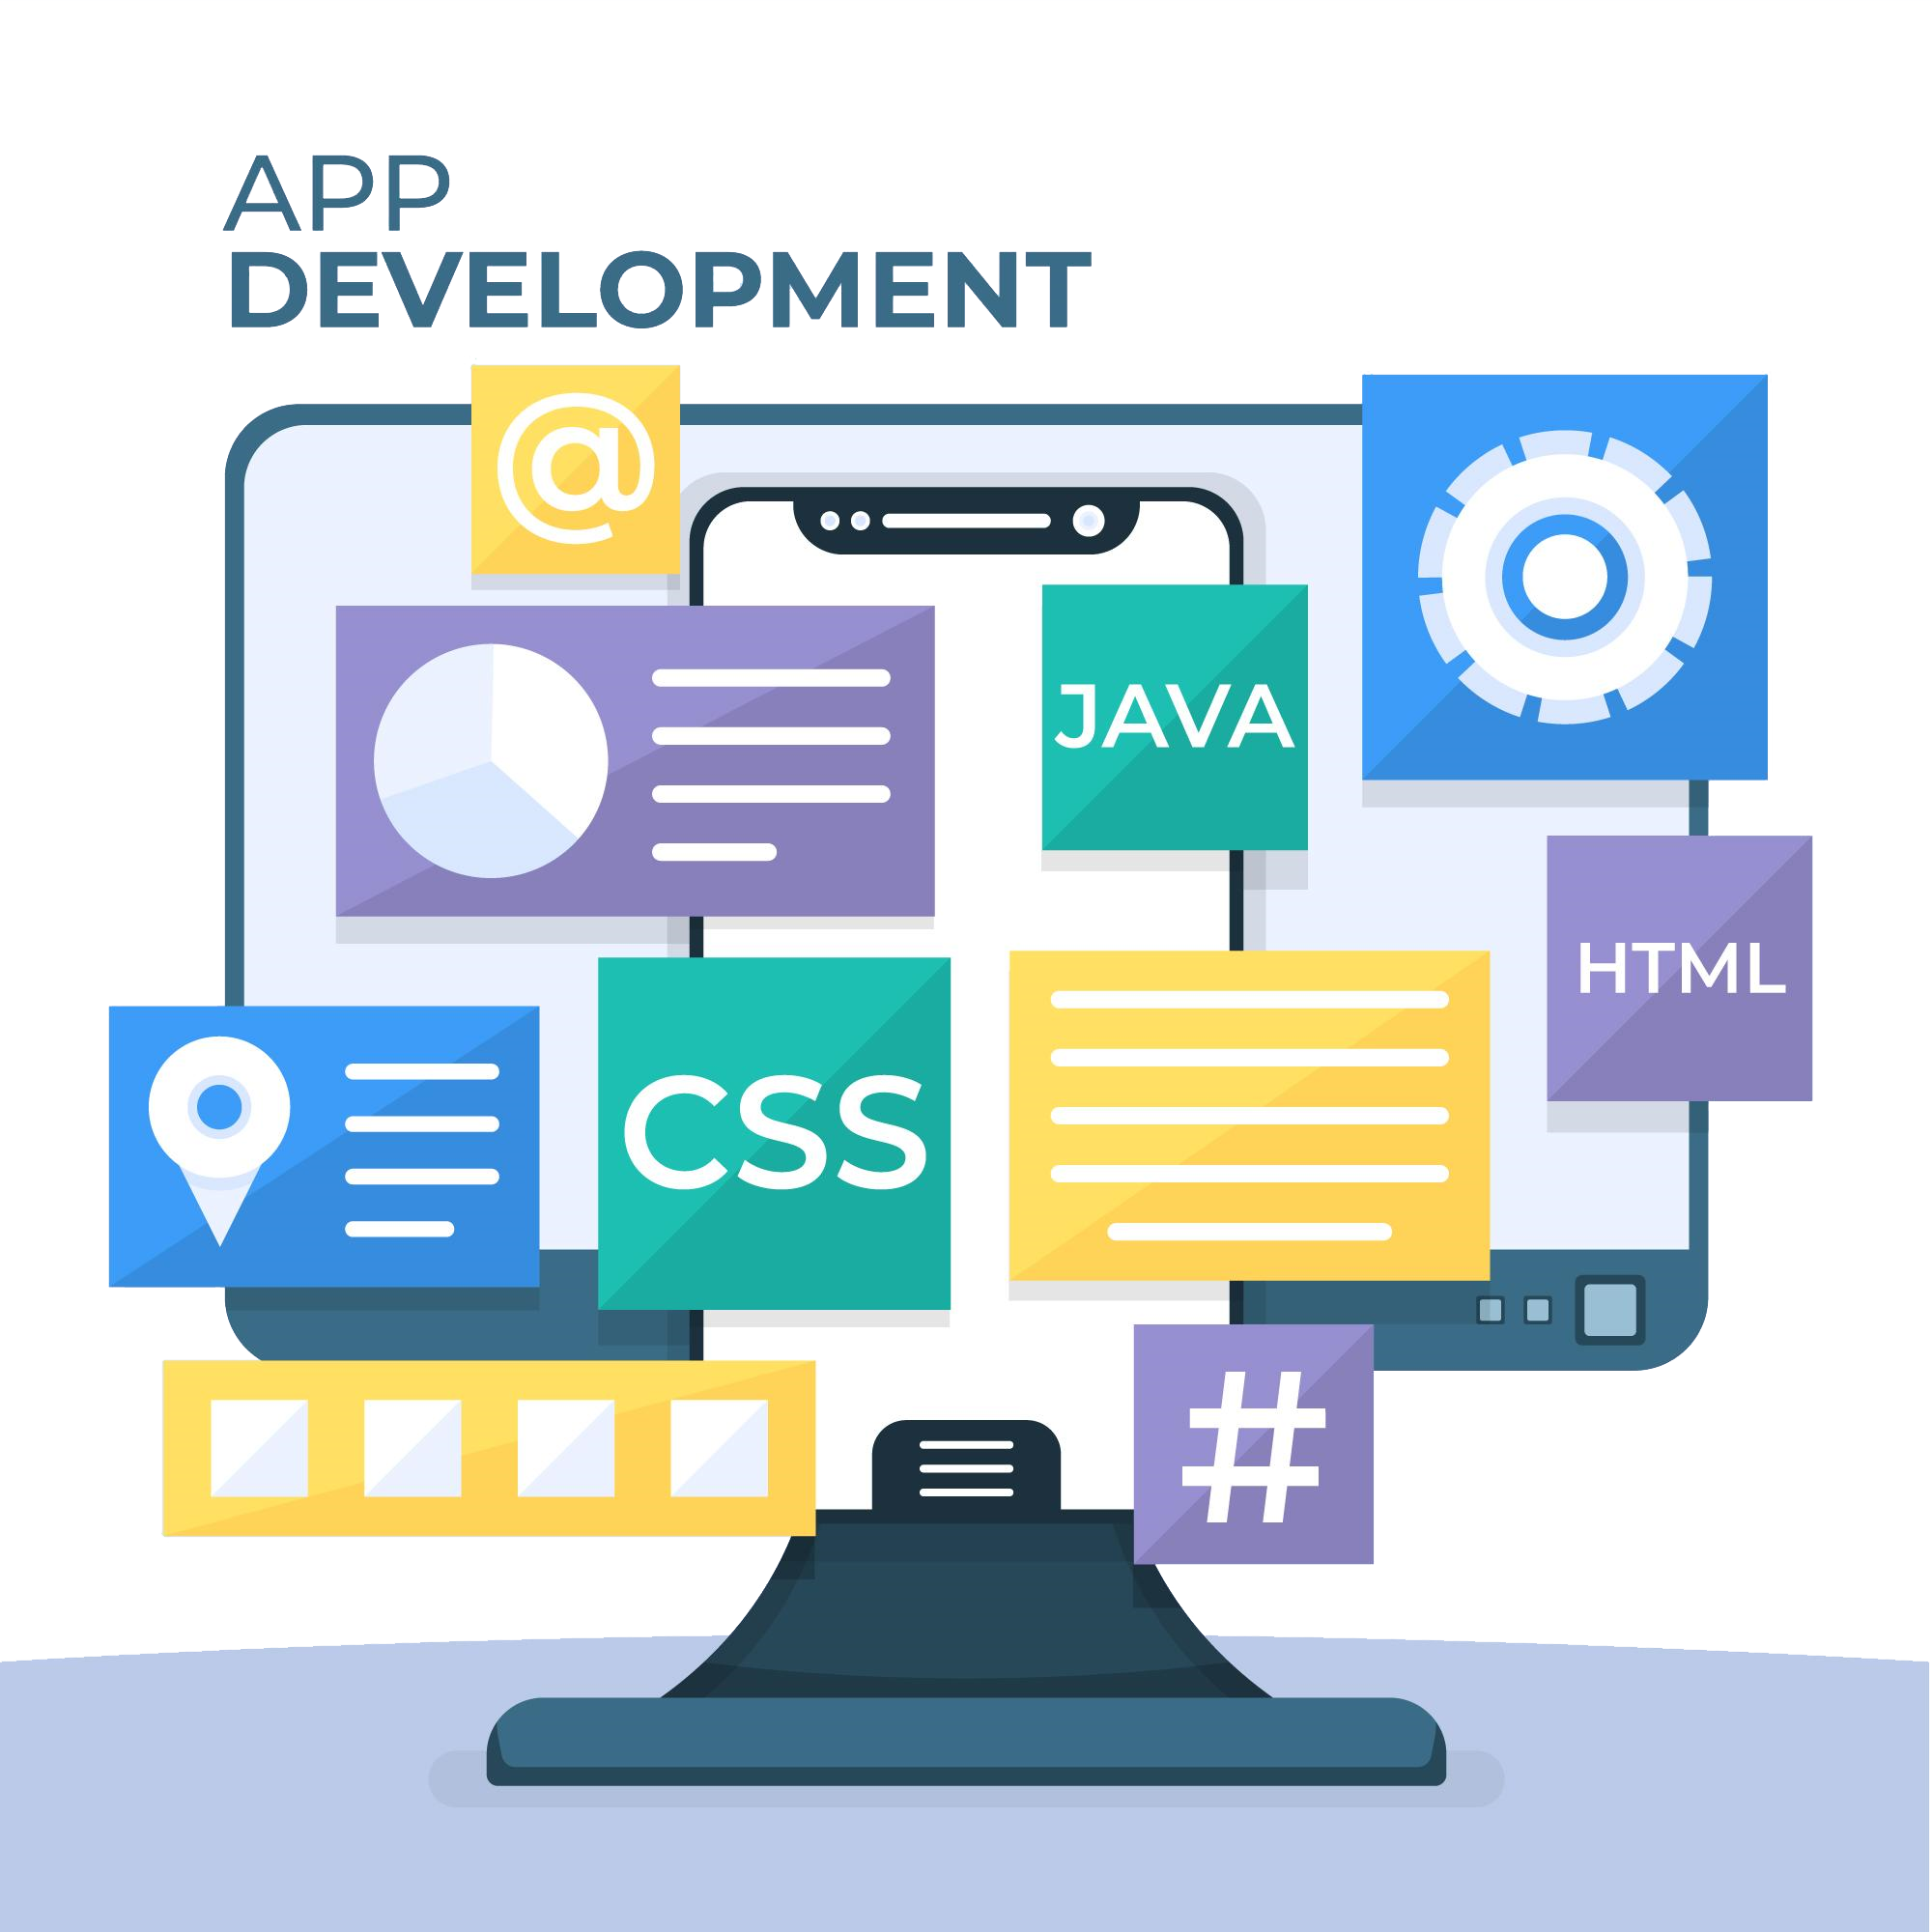 APP
DEVELOPMENT
@
JAVA
HTML
CSS
#